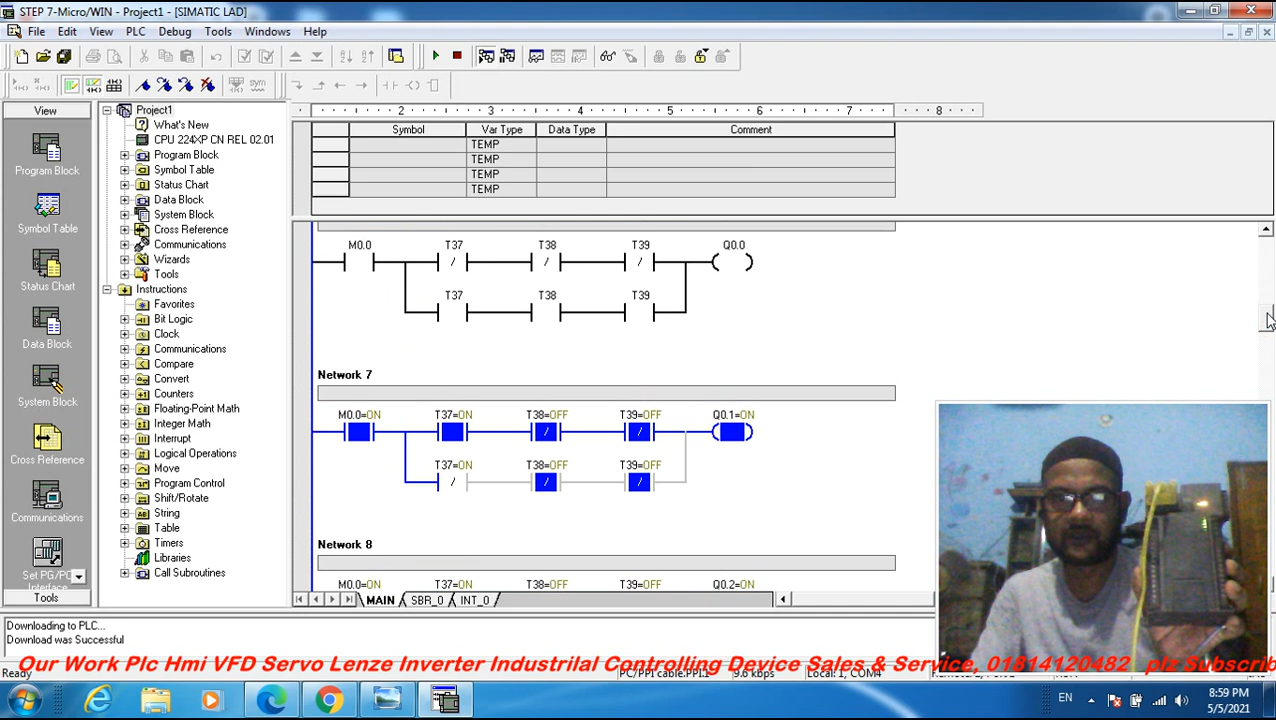 STEP 7-Micro/WIN - Project1 - [SIMATIC LAD]
File Edit View PLC Debug Tools Windows Help
sym
View
Program Block
Symbol Table
Status Chart
Data Block
System Block
Cross Reference
Communications
Set PG/PC
Interface
Tools
Project1
What's New
CPU 224XP CN REL 02.01
Program Block
Symbol Table
Status Chart
Data Block
System Block
Cross Reference
Communications
Wizards
Tools
Instructions
Favorites
Bit Logic
Clock
Communications
Compare
Convert
Counters
Floating-Point Math
Integer Math
Interrupt
Logical Operations
Move
Program Control
Shift/Rotate
String
Table
Timers
Libraries
Call Subroutines
2 3 4 5 6 7 8
Symbol Var Type Data Type Comment
TEMP
TEMP
TEMP
TEMP
M0.0 T37 T38 T39 Q0.0
/ / /
T37 T38 T39
Network 7
M0.0=ON T37=ON T38=OFF T39=OFF Q0.1=ON
/ /
T37=ON T38=OFF T39=OFF
/ / /
Network 8
M0.0=ON T37=ON T38=OFF T39=OFF Q0.2=ON
MAIN SBR_0 INT_0
Downloading to PLC...
Download was Successful
Our Work Plc Hmi VFD Servo Lenze Inverter Industrilal Controlling Device Sales & Service, 01814120482 plz Subscrib
Ready PC/PPI cable.PPI.1 9.6 kbps Local: 1, COM4
EN
8:59 PM
5/5/2021